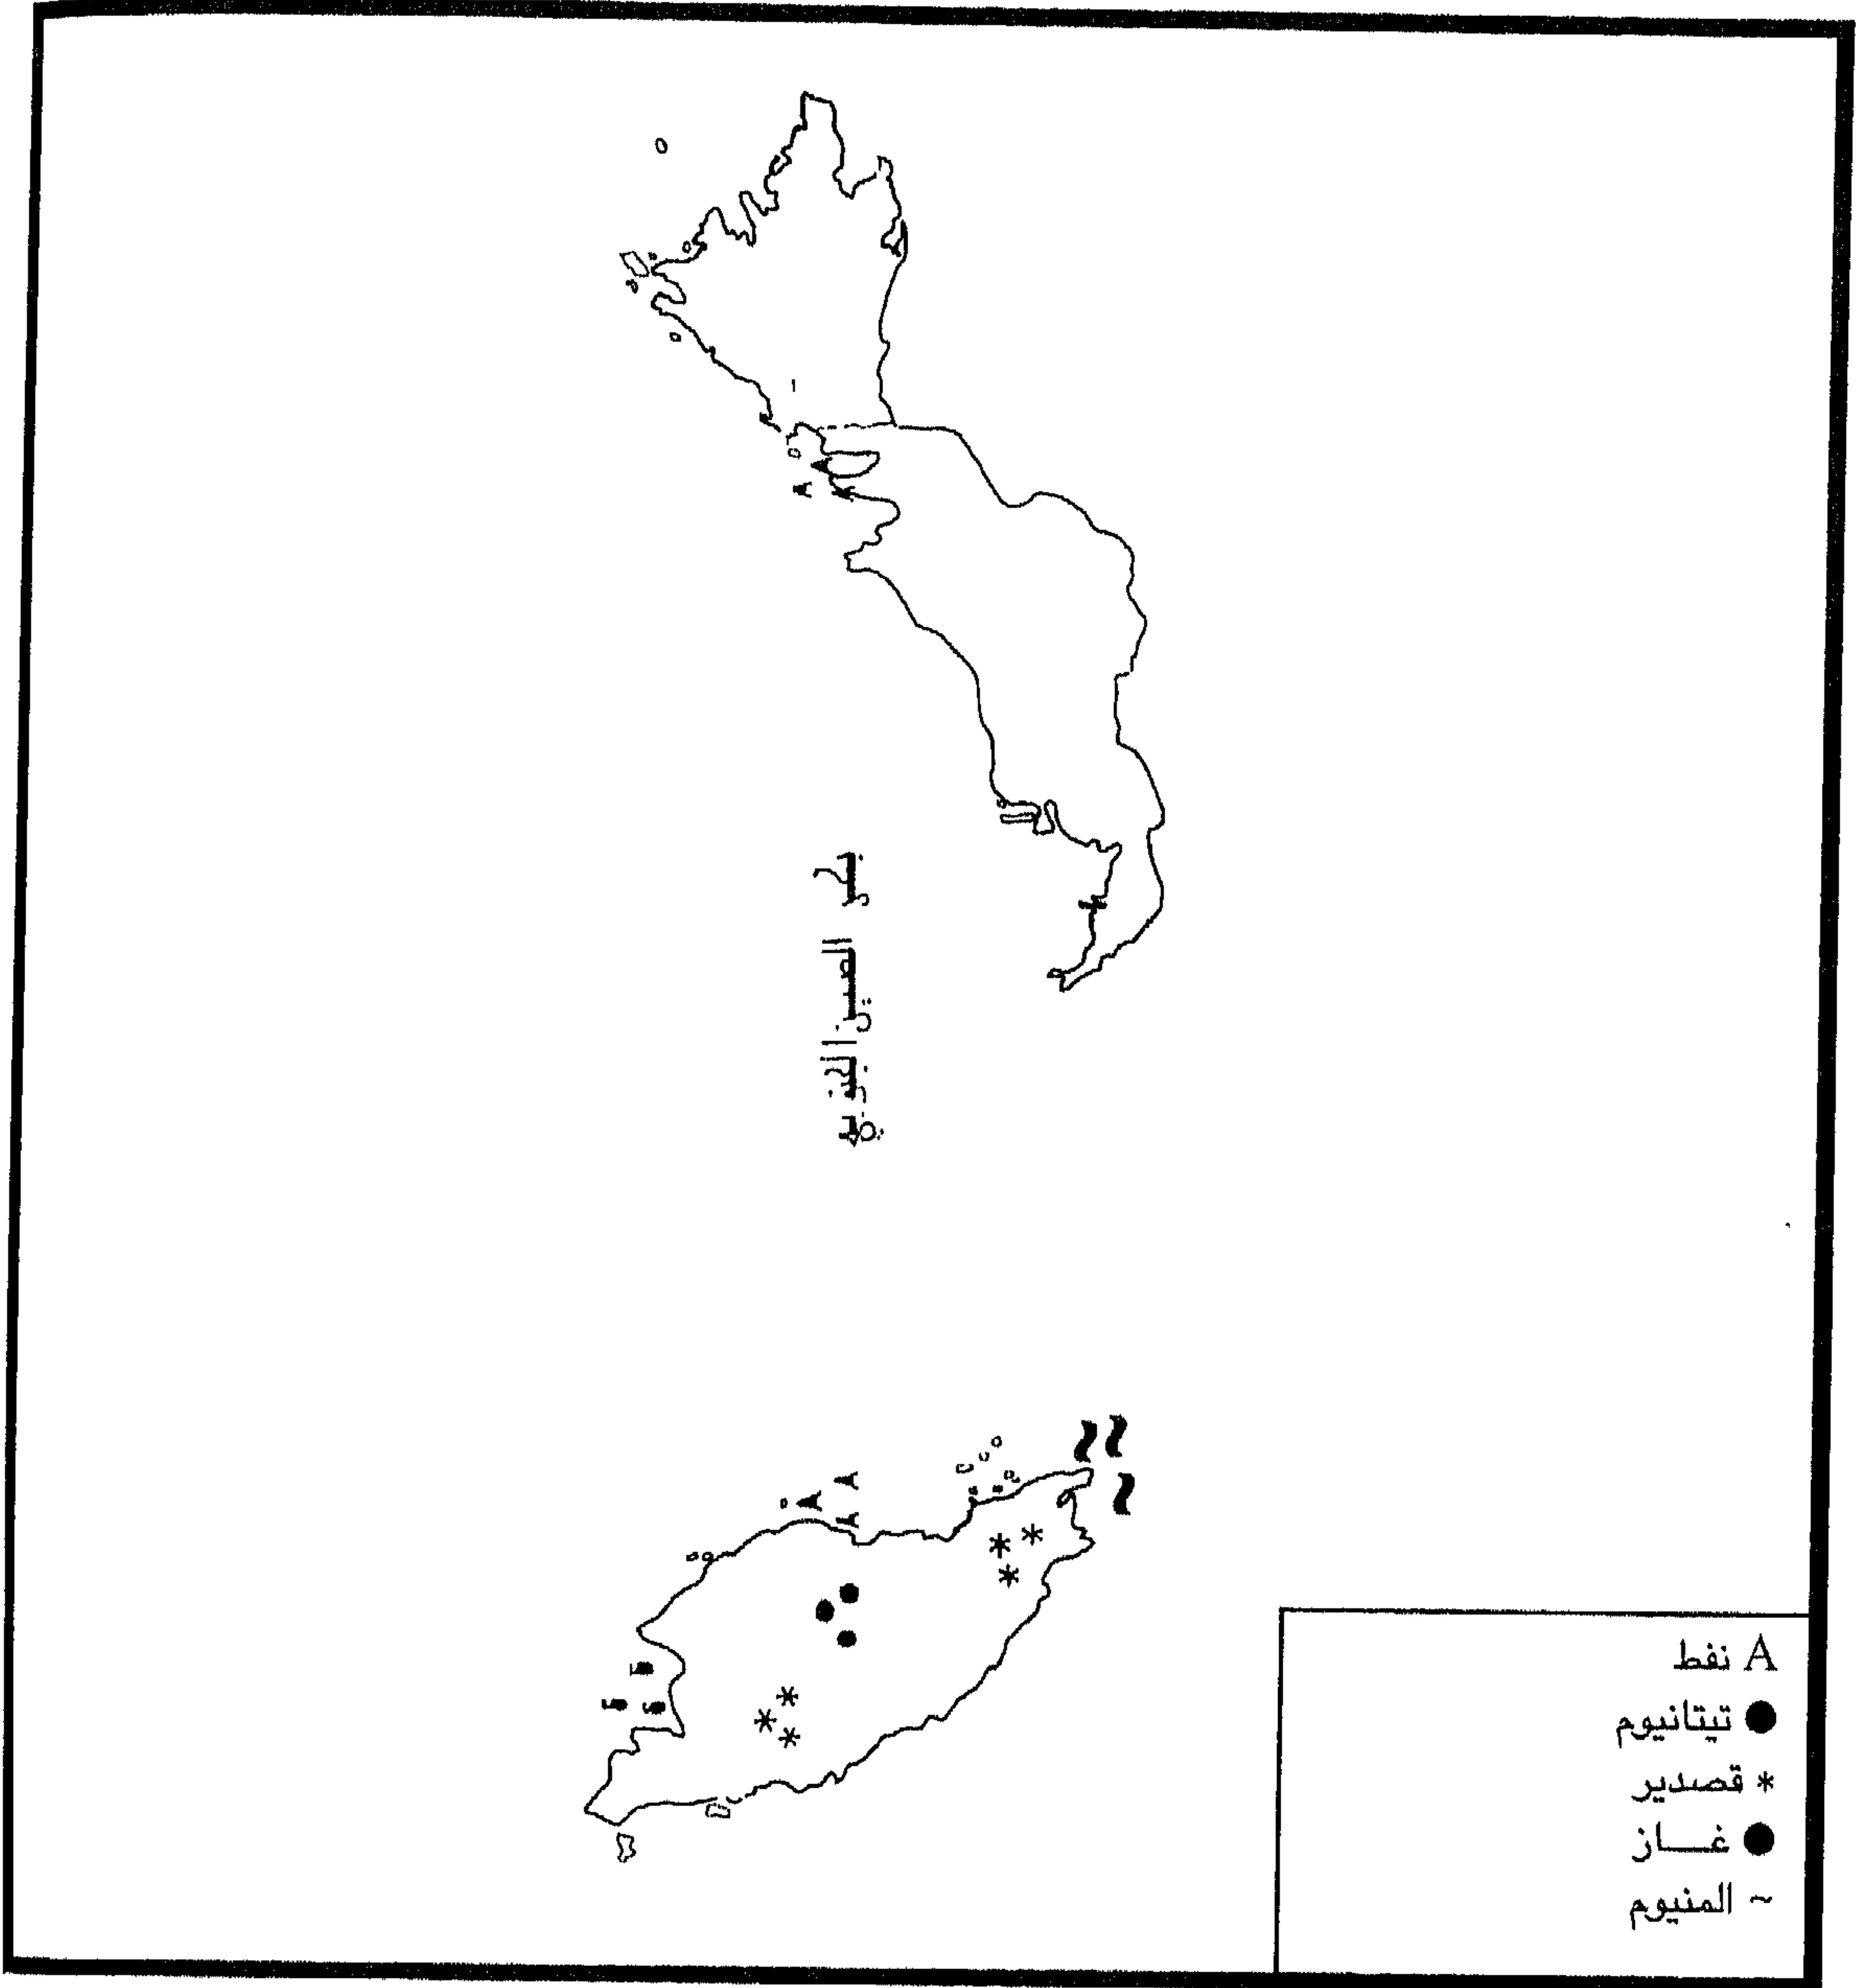 بحر الصين الجنوبي
A نفط
● تيتانيوم
* قصدير
● غـــاز
~ المنيوم